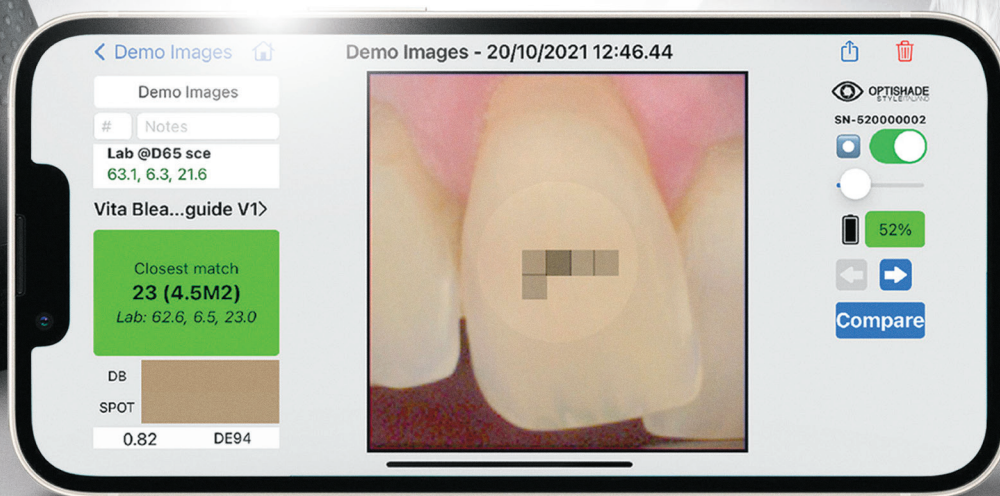 Demo Images
Demo Images - 20/10/2021 12:46.44
Demo Images
# Notes
Lab @D65 sce
63.1, 6.3, 21.6
Vita Blea...guide V1
Closest match
23 (4.5M2)
Lab: 62.6, 6.5, 23.0
DB
SPOT
0.82 DE94
OPTISHADE
STYLEITALIANO
SN-520000002
52%
Compare